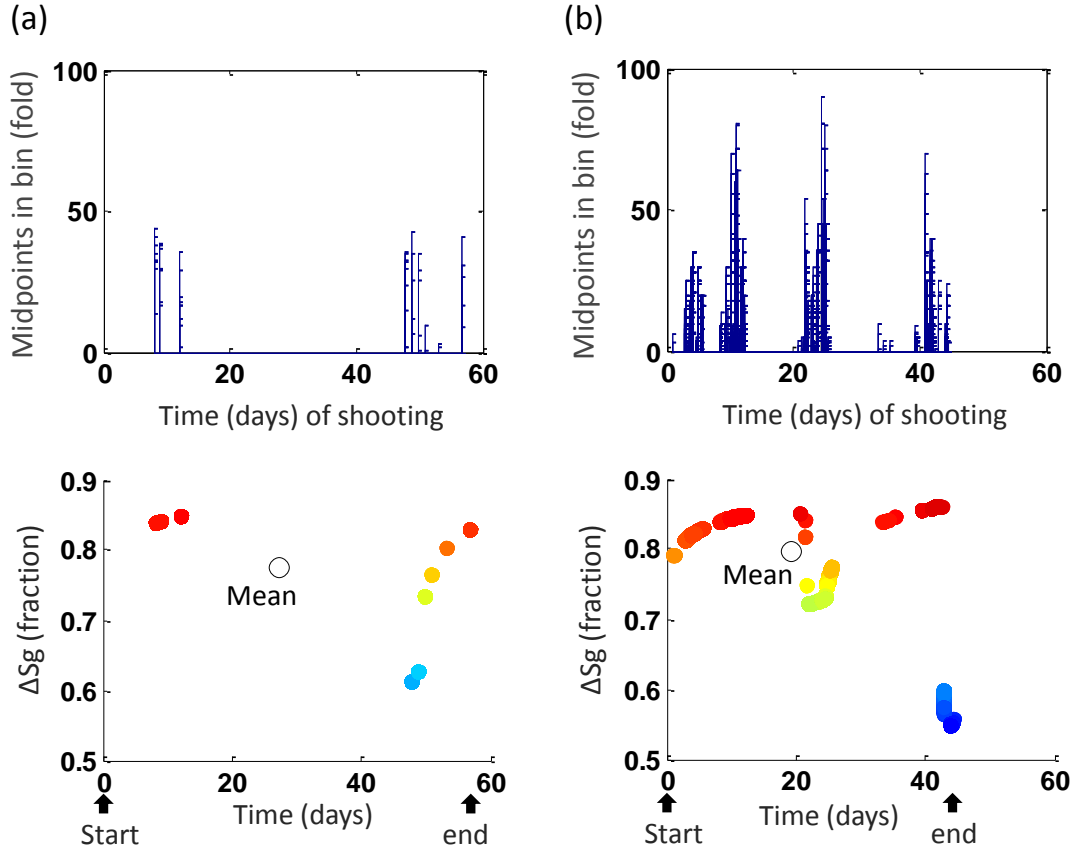 (a)
100
50
0
0
20
40
60
Midpoints in bin (fold)
Time (days) of shooting
0.9
0.8
0.7
0.6
0.5
0
20
40
60
ΔSg (fraction)
Mean
Time (days)
Start
end
(b)
100
50
0
0
20
40
60
Midpoints in bin (fold)
Time (days) of shooting
0.9
0.8
0.7
0.6
0.5
0
20
40
60
ΔSg (fraction)
Mean
Time (days)
Start
end